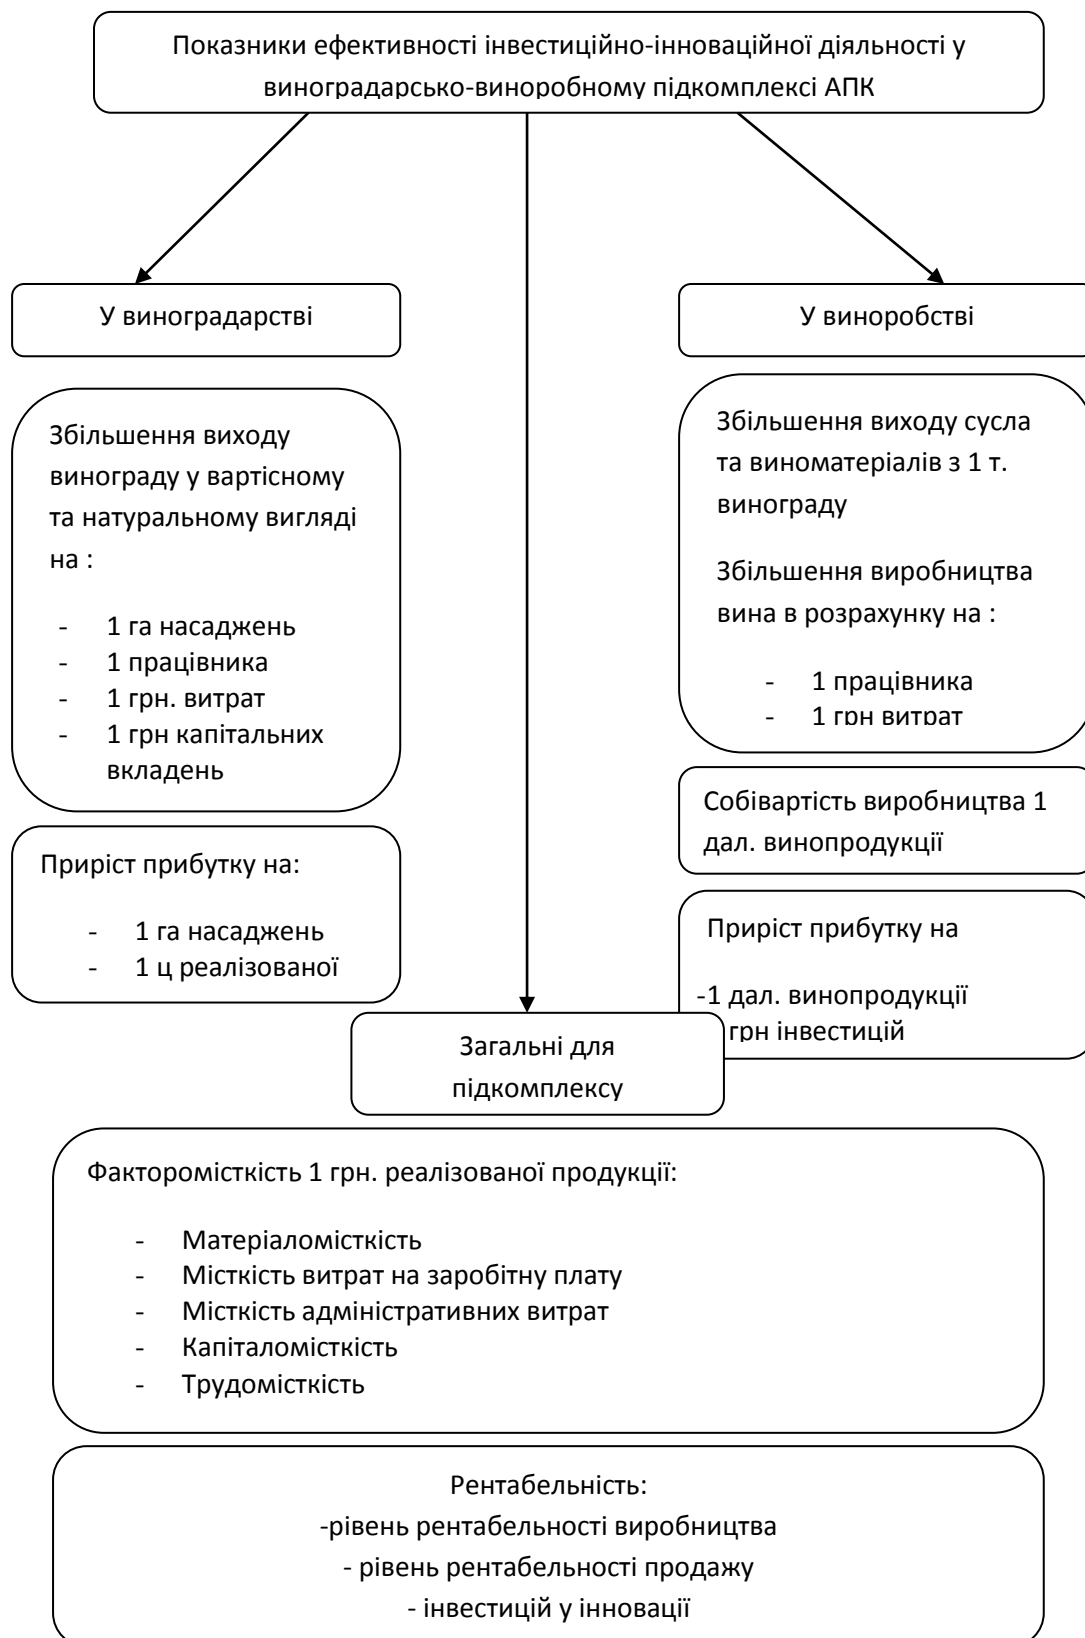 Показники ефективності інвестиційно-інноваційної діяльності у
виноградарсько-виноробному підкомплексі АПК
У виноградарстві
Збільшення виходу
винограду у вартісному
та натуральному вигляді
на :
- 1 га насаджень
- 1 працівника
- 1 грн. витрат
- 1 грн капітальних
вкладень
Приріст прибутку на:
- 1 га насаджень
- 1 ц реалізованої
У виноробстві
Збільшення виходу сусла
та виноматеріалів з 1 т.
винограду
Збільшення виробництва
вина в розрахунку на :
- 1 працівника
- 1 грн витрат
Собівартість виробництва 1
дал. винопродукції
Приріст прибутку на
-1 дал. винопродукції
грн інвестицій
Загальні для
підкомплексу
Факторомісткість 1 грн. реалізованої продукції:
- Матеріаломісткість
- Місткість витрат на заробітну плату
- Місткість адміністративних витрат
- Капіталомісткість
- Трудомісткість
Рентабельність:
-рівень рентабельності виробництва
- рівень рентабельності продажу
- інвестицій у інновації